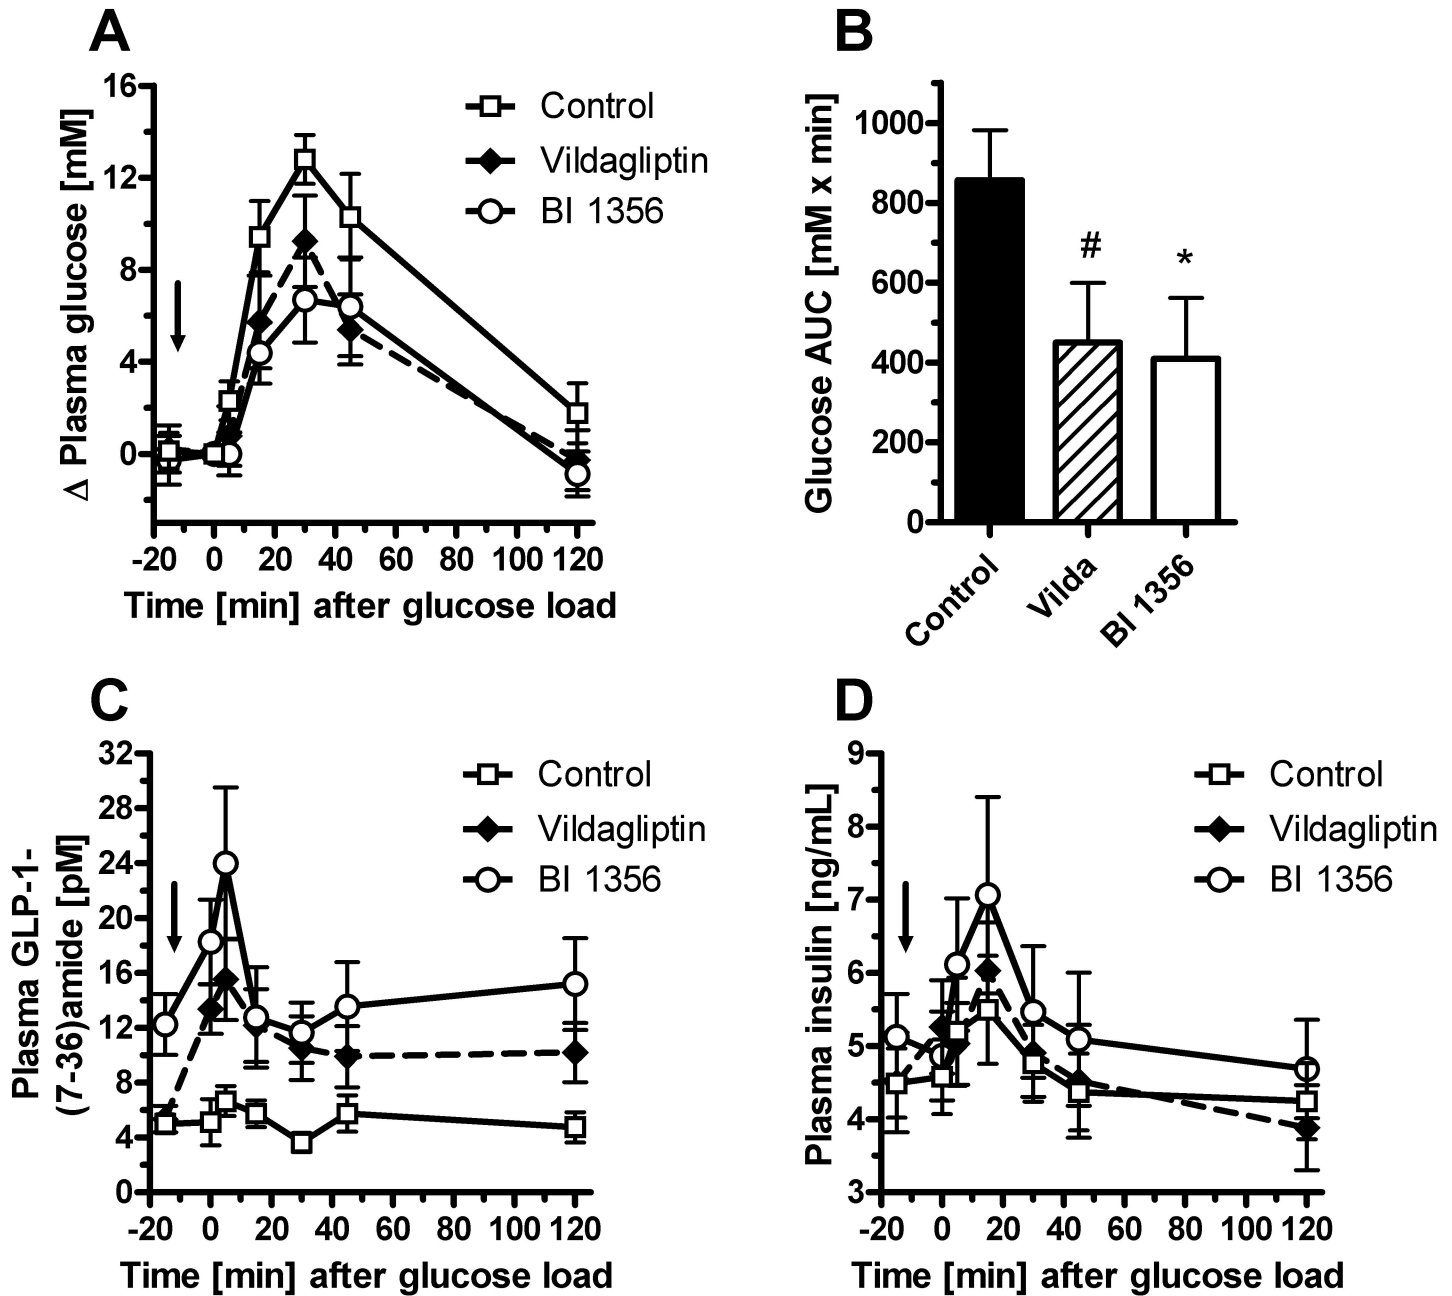 A
16
12
8
4
0
Δ Plasma glucose [mM]
Control
Vildagliptin
BI 1356
-20 0 20 40 60 80 100 120
Time [min] after glucose load
B
1000
800
600
400
200
0
Glucose AUC [mM x min]
#
*
Control
Vilda
BI 1356
C
32
28
24
20
16
12
8
4
0
Plasma GLP-1-
(7-36)amide [pM]
Control
Vildagliptin
BI 1356
-20 0 20 40 60 80 100 120
Time [min] after glucose load
D
9
8
7
6
5
4
3
Plasma insulin [ng/mL]
Control
Vildagliptin
BI 1356
-20 0 20 40 60 80 100 120
Time [min] after glucose load